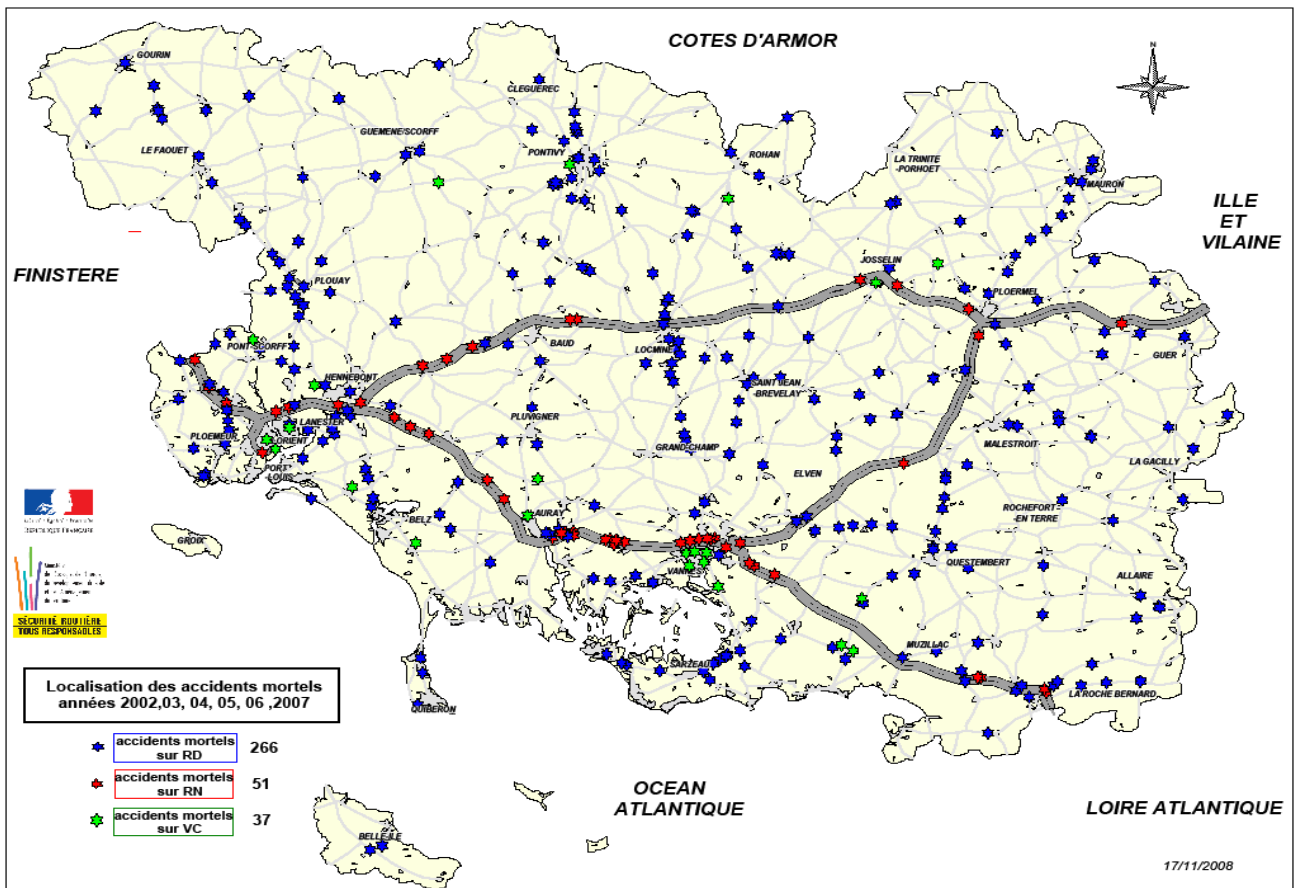 COTES D'ARMOR
N
GOURIN
CLEGUEREC
GUEMENE/SCORFF
LE FAOUET
PONTIVY
ROHAN
LA TRINITE
-PORHOET
MAURON
ILLE
ET
VILAINE
FINISTERE
JOSSELIN
PLOUAY
PLOERMEL
PONT-SCORFF
BAUD
LOCMINE
GUER
HENNEBONT
SAINT JEAN
-BREVELAY
PLUVIGNER
LANESTER
PLOEMEUR
LORIENT
GRAND-CHAMP
MALESTROIT
PORT
-LOUIS
ELVEN
LA GACILLY
ROCHEFORT
-EN TERRE
BELZ
AURAY
GROIX
VANNES
QUESTEMBERT
ALLAIRE
SÉCURITÉ ROUTIÈRE
TOUS RESPONSABLES
MUZILLAC
SARZEAU
LA ROCHE BERNARD
QUIBERON
Localisation des accidents mortels
années 2002,03, 04, 05, 06 ,2007
accidents mortels
sur RD
266
accidents mortels
sur RN
51
accidents mortels
sur VC
37
OCEAN
ATLANTIQUE
LOIRE ATLANTIQUE
BELLE-ILE
17/11/2008